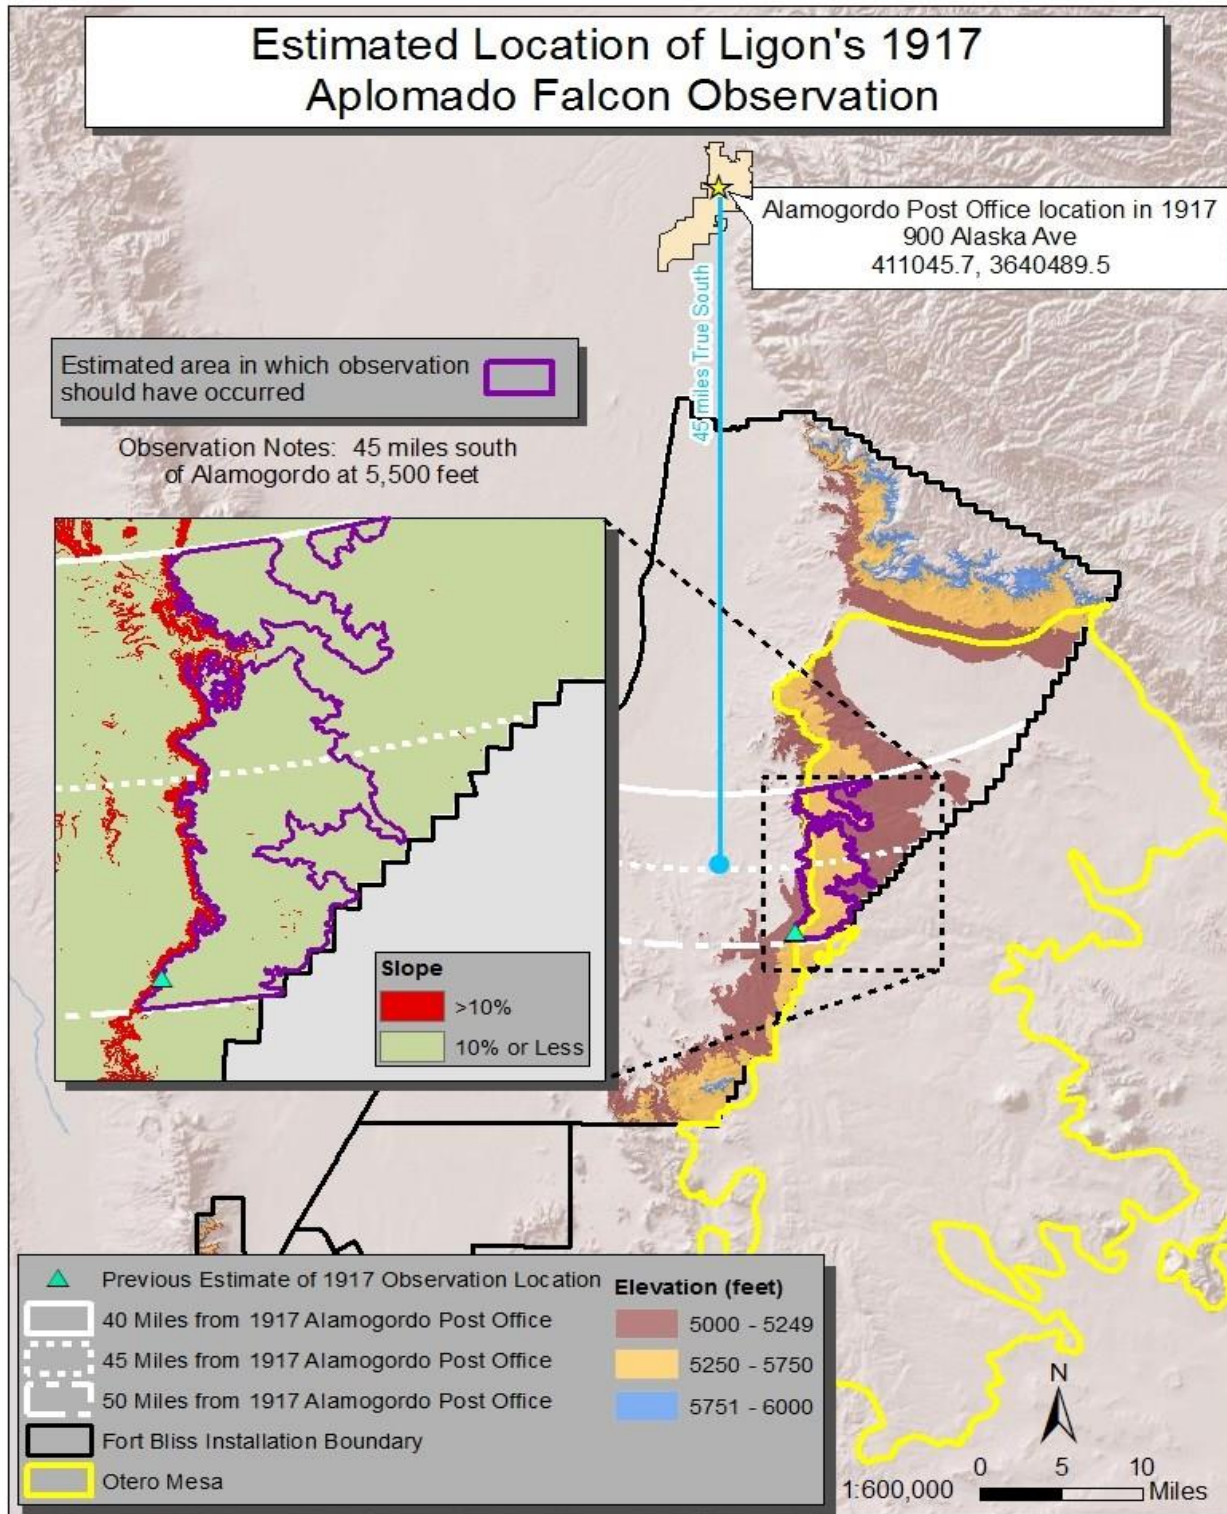 Estimated Location of Ligon's 1917
Aplomado Falcon Observation
Alamogordo Post Office location in 1917
900 Alaska Ave
411045.7, 3640489.5
45 miles True South
Estimated area in which observation
should have occurred
Observation Notes: 45 miles south
of Alamogordo at 5,500 feet
Slope
>10%
10% or Less
Previous Estimate of 1917 Observation Location
40 Miles from 1917 Alamogordo Post Office
45 Miles from 1917 Alamogordo Post Office
50 Miles from 1917 Alamogordo Post Office
Fort Bliss Installation Boundary
Otero Mesa
Elevation (feet)
5000 - 5249
5250 - 5750
5751 - 6000
N
0 5 10
1:600,000 Miles